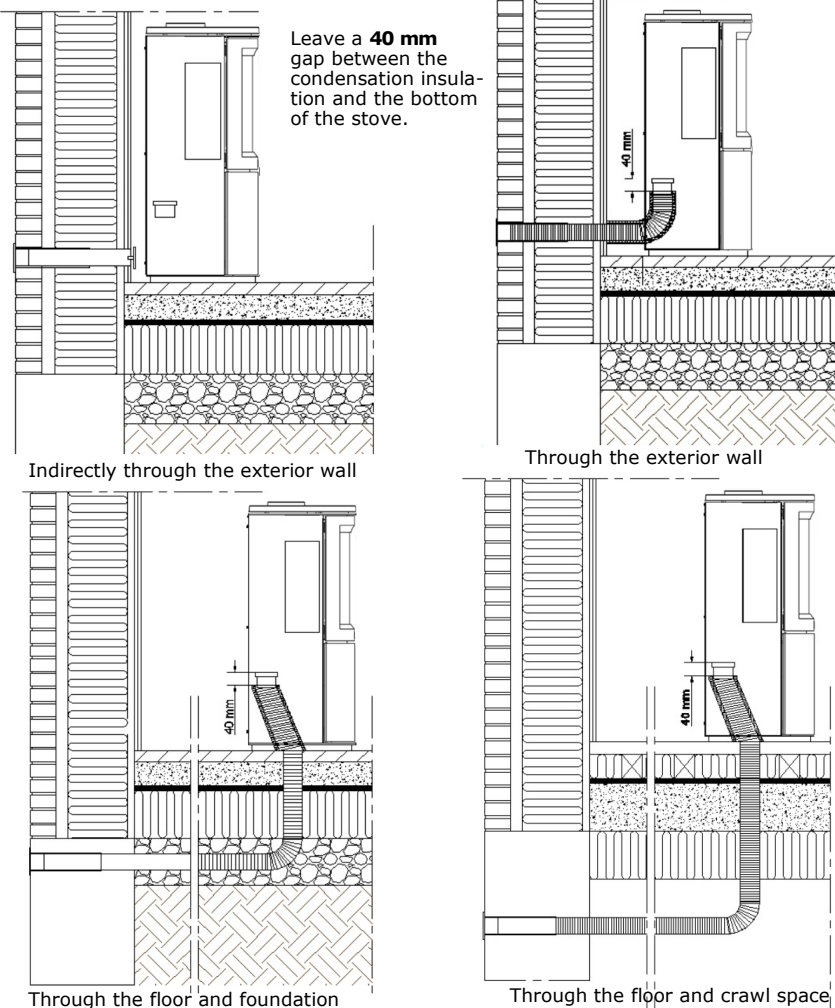 Leave a 40 mm
gap between the
condensation insula-
tion and the bottom
of the stove.
40 mm
Indirectly through the exterior wall
Through the exterior wall
40 mm
40 mm
Through the floor and foundation
Through the floor and crawl space